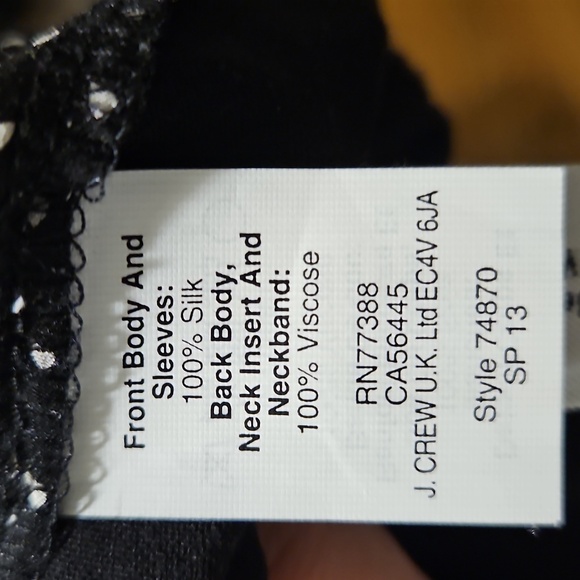 Front Body And
Sleeves:
100% Silk
Back Body,
Neck Insert And
Neckband:
100% Viscose
RN77388
CA56445
J. CREW U.K. Ltd EC4V 6JA
Style 74870
SP 13